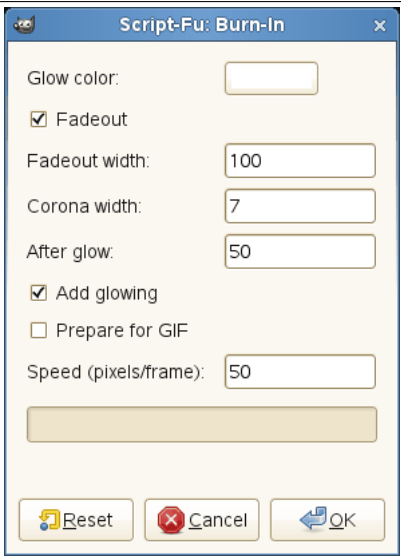 Script-Fu: Burn-In
Glow color:
Fadeout
Fadeout width: 100
Corona width: 7
After glow: 50
Add glowing
Prepare for GIF
Speed (pixels/frame): 50
Reset Cancel OK